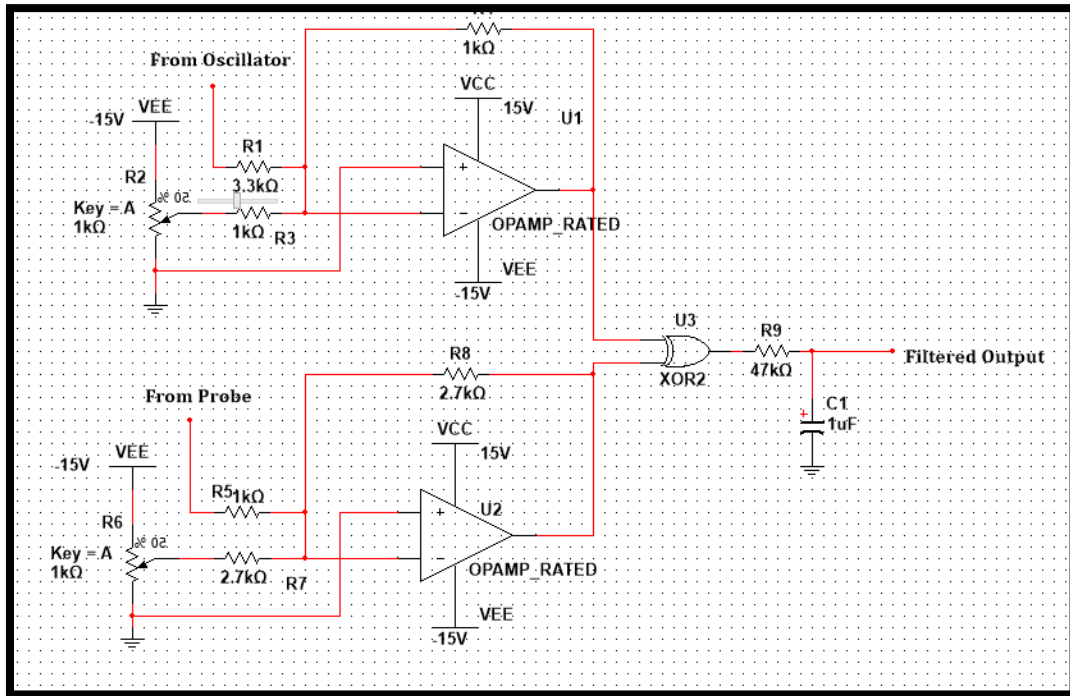 1kΩ
From Oscillator
VCC
15V
VEE
-15V
U1
R1
3.3kΩ
R2
50 %
Key = A
1kΩ
1kΩ
R3
OPAMP_RATED
VEE
-15V
U3
XOR2
R9
47kΩ
Filtered Output
R8
2.7kΩ
From Probe
C1
1uF
VCC
15V
VEE
-15V
R5
1kΩ
U2
R6
50 %
Key = A
1kΩ
2.7kΩ
R7
OPAMP_RATED
VEE
-15V